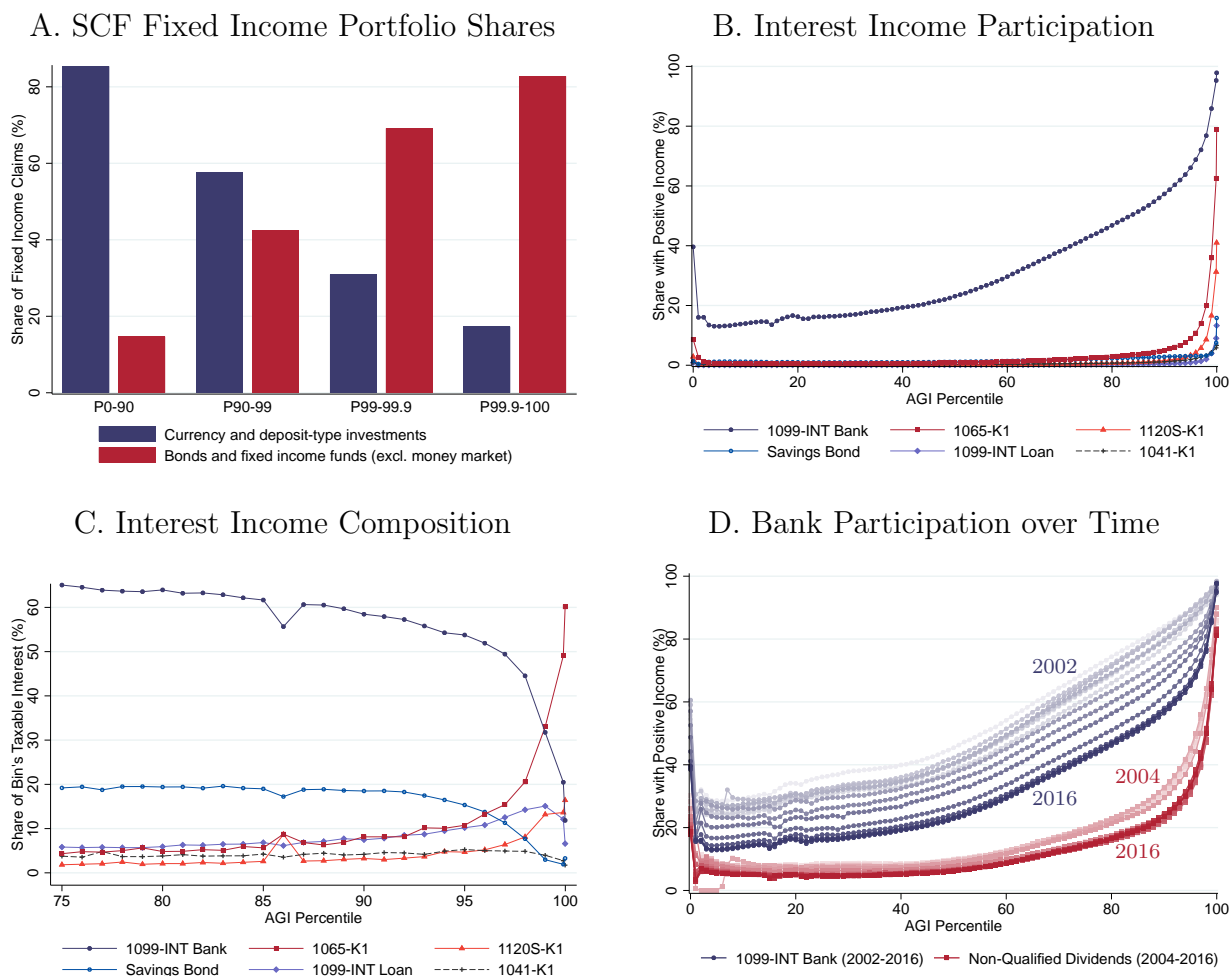 A. SCF Fixed Income Portfolio Shares
Share of Fixed Income Claims (%)
80
60
40
20
0
P0-90 P90-99 P99-99.9 P99.9-100
Currency and deposit-type investments
Bonds and fixed income funds (excl. money market)
B. Interest Income Participation
Share with Positive Income (%)
100
80
60
40
20
0
0 20 40 60 80 100
AGI Percentile
1099-INT Bank 1065-K1 1120S-K1
Savings Bond 1099-INT Loan 1041-K1
C. Interest Income Composition
Share of Bin's Taxable Interest (%)
60
50
40
30
20
10
0
75 80 85 90 95 100
AGI Percentile
1099-INT Bank 1065-K1 1120S-K1
Savings Bond 1099-INT Loan 1041-K1
D. Bank Participation over Time
Share with Positive Income (%)
100
80
60
40
20
0
2002
2016
2004
2016
0 20 40 60 80 100
AGI Percentile
1099-INT Bank (2002-2016) Non-Qualified Dividends (2004-2016)